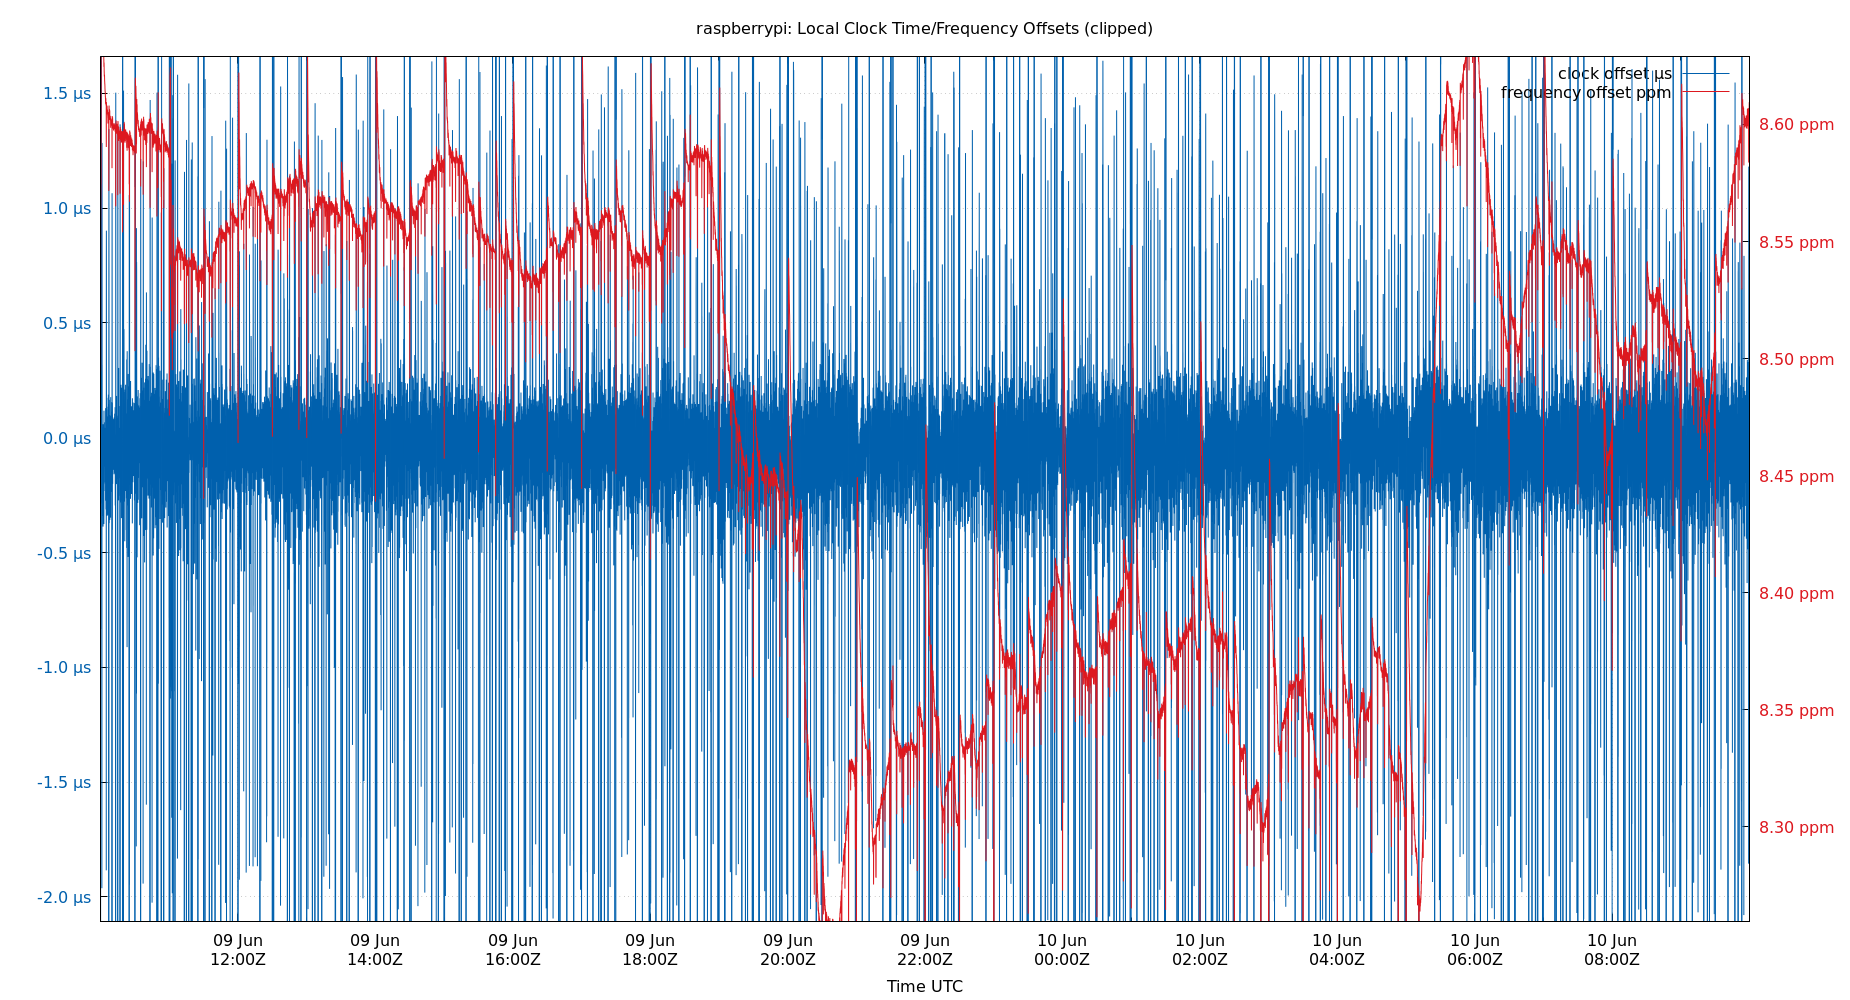 raspberrypi: Local Clock Time/Frequency Offsets (clipped)
clock offset µs
frequency offset ppm
1.5 µs
1.0 µs
0.5 µs
0.0 µs
-0.5 µs
-1.0 µs
-1.5 µs
-2.0 µs
8.60 ppm
8.55 ppm
8.50 ppm
8.45 ppm
8.40 ppm
8.35 ppm
8.30 ppm
09 Jun
12:00Z
09 Jun
14:00Z
09 Jun
16:00Z
09 Jun
18:00Z
09 Jun
20:00Z
09 Jun
22:00Z
10 Jun
00:00Z
10 Jun
02:00Z
10 Jun
04:00Z
10 Jun
06:00Z
10 Jun
08:00Z
Time UTC